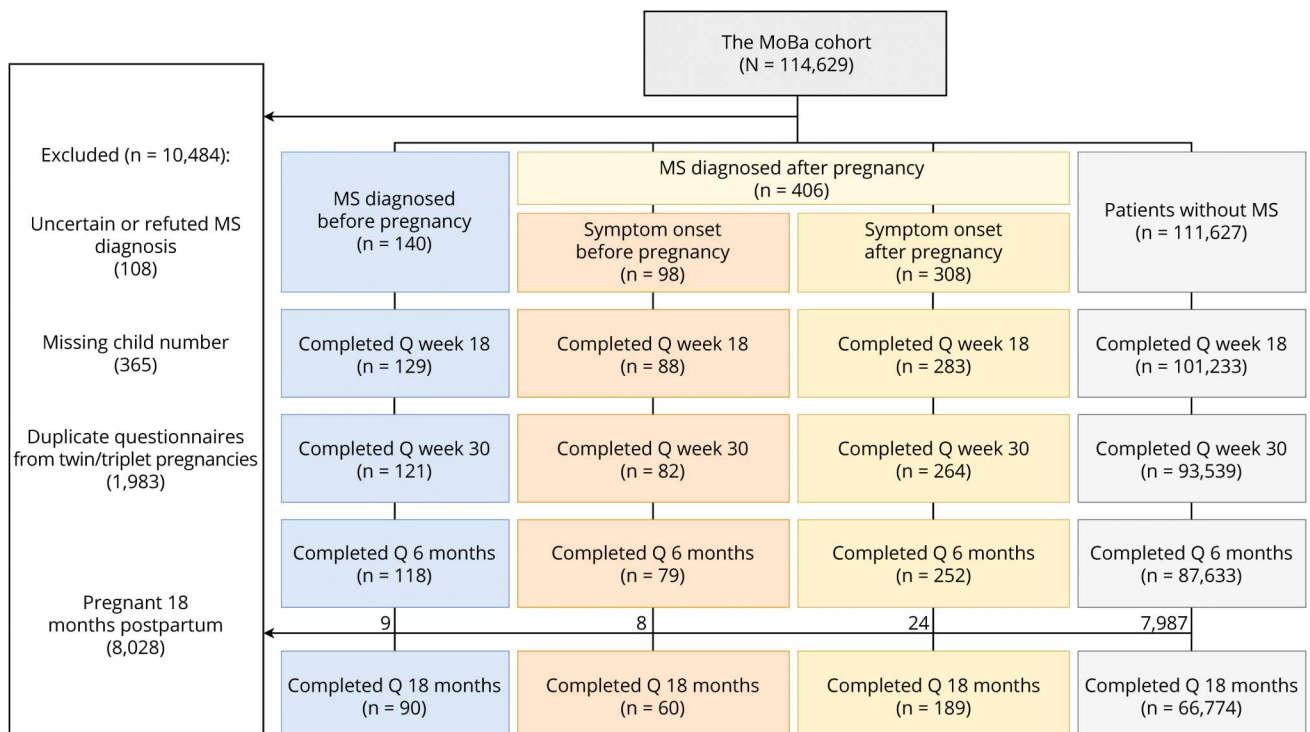 The MoBa cohort
(N = 114,629)
Excluded (n = 10,484):
Uncertain or refuted MS
diagnosis
(108)
Missing child number
(365)
Duplicate questionnaires
from twin/triplet pregnancies
(1,983)
Pregnant 18
months postpartum
(8,028)
MS diagnosed
before pregnancy
(n = 140)
MS diagnosed after pregnancy
(n = 406)
Symptom onset
before pregnancy
(n = 98)
Symptom onset
after pregnancy
(n = 308)
Patients without MS
(n = 111,627)
Completed Q week 18
(n = 129)
Completed Q week 18
(n = 88)
Completed Q week 18
(n = 283)
Completed Q week 18
(n = 101,233)
Completed Q week 30
(n = 121)
Completed Q week 30
(n = 82)
Completed Q week 30
(n = 264)
Completed Q week 30
(n = 93,539)
Completed Q 6 months
(n = 118)
Completed Q 6 months
(n = 79)
Completed Q 6 months
(n = 252)
Completed Q 6 months
(n = 87,633)
9
8
24
7,987
Completed Q 18 months
(n = 90)
Completed Q 18 months
(n = 60)
Completed Q 18 months
(n = 189)
Completed Q 18 months
(n = 66,774)